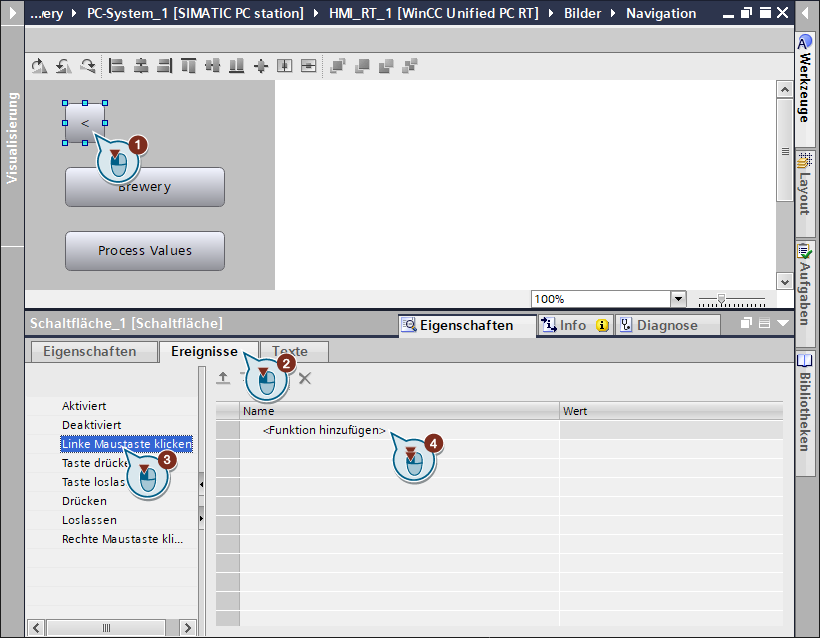 ...ery ▸ PC-System_1 [SIMATIC PC station] ▸ HMI_RT_1 [WinCC Unified PC RT] ▸ Bilder ▸ Navigation
Visualisierung
<
1
Brewery
Process Values
100%
Schaltfläche_1 [Schaltfläche]
Eigenschaften
Info
Diagnose
Eigenschaften
Ereignisse
Texte
2
Name
Wert
<Funktion hinzufügen>
4
Aktiviert
Deaktiviert
Linke Maustaste klicken
3
Taste drücke
Taste loslas
Drücken
Loslassen
Rechte Maustaste kli...
Werkzeuge
Layout
Aufgaben
Bibliotheken